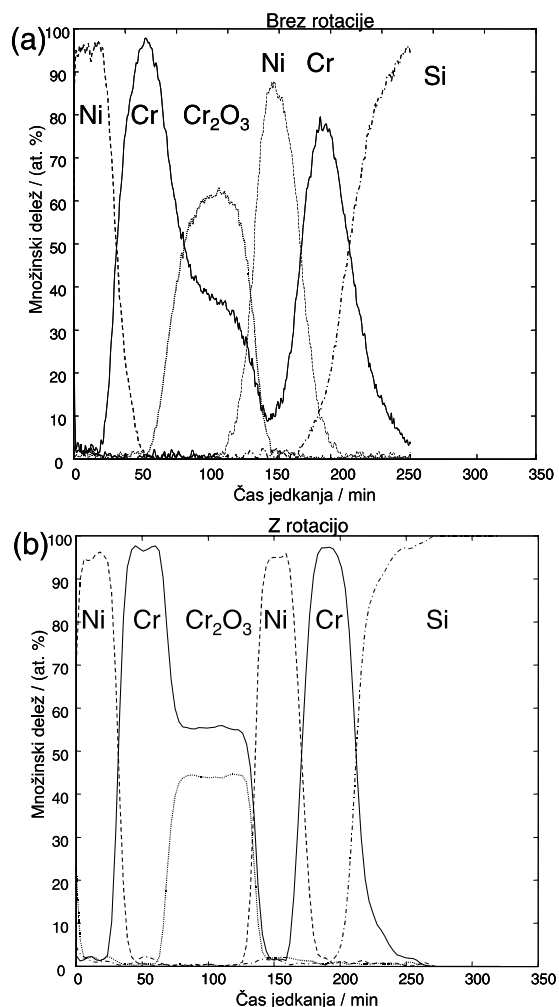 (a)
Brez rotacije
Množinski delež / (at. %)
100
90
80
70
60
50
40
30
20
10
0
Ni
Cr
Cr₂O₃
Ni
Cr
Si
0 50 100 150 200 250 300 350
Čas jedkanja / min
(b)
Z rotacijo
Množinski delež / (at. %)
100
90
80
70
60
50
40
30
20
10
0
Ni Cr Cr₂O₃ Ni Cr Si
0 50 100 150 200 250 300 350
Čas jedkanja / min